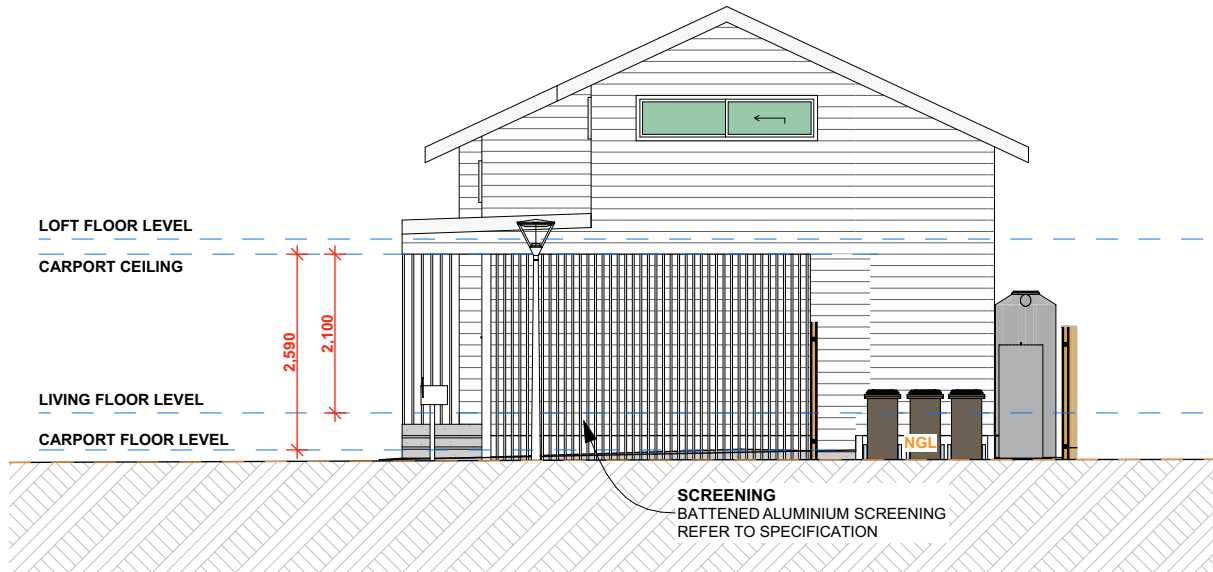 LOFT FLOOR LEVEL
CARPORT CEILING
2,590
2,100
LIVING FLOOR LEVEL
CARPORT FLOOR LEVEL
NGL
SCREENING
BATTENED ALUMINIUM SCREENING
REFER TO SPECIFICATION